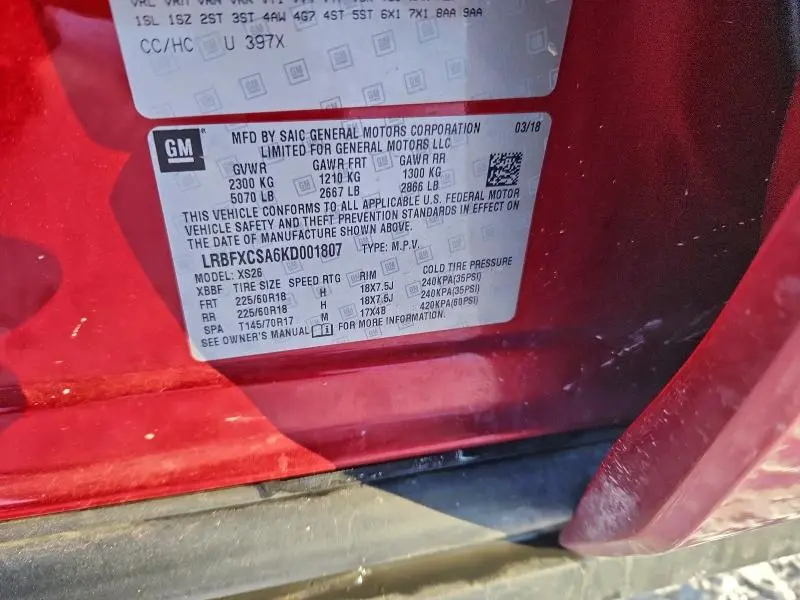 1SL 1SZ 2ST 3ST 4AW 4G7 4ST 5ST 6X1 7X1 8AA 9AA
CC/HC U 397X
GM
MFD BY SAIC GENERAL MOTORS CORPORATION 03/18
LIMITED FOR GENERAL MOTORS LLC
GVWR GAWR FRT GAWR RR
2300 KG 1210 KG 1300 KG
5070 LB 2667 LB 2866 LB
THIS VEHICLE CONFORMS TO ALL APPLICABLE U.S. FEDERAL MOTOR
VEHICLE SAFETY AND THEFT PREVENTION STANDARDS IN EFFECT ON
THE DATE OF MANUFACTURE SHOWN ABOVE.
LRBFXCSA6KD001807 TYPE: M.P.V.
MODEL: XS26
XBBF TIRE SIZE SPEED RTG RIM COLD TIRE PRESSURE
FRT 225/60R18 H 18X7.5J 240KPA(35PSI)
RR 225/60R18 H 18X7.5J 240KPA(35PSI)
SPA T145/70R17 M 17X4B 420KPA(60PSI)
SEE OWNER'S MANUAL FOR MORE INFORMATION.